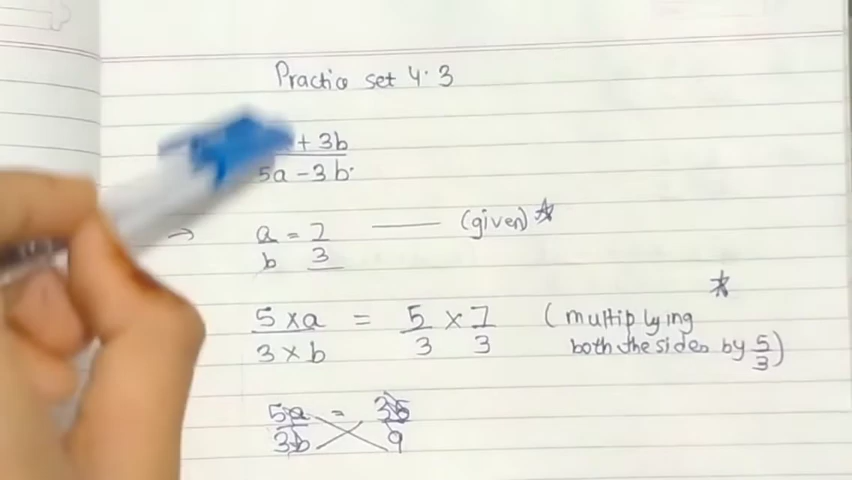 Practice set 4.3
+ 3b
5a - 3b.
→ a = 7 —— (given) ☆
b 3
5 × a = 5 × 7 (multiplying
3 × b 3 3 both the sides by 5/3)
5a = 35
3b 9